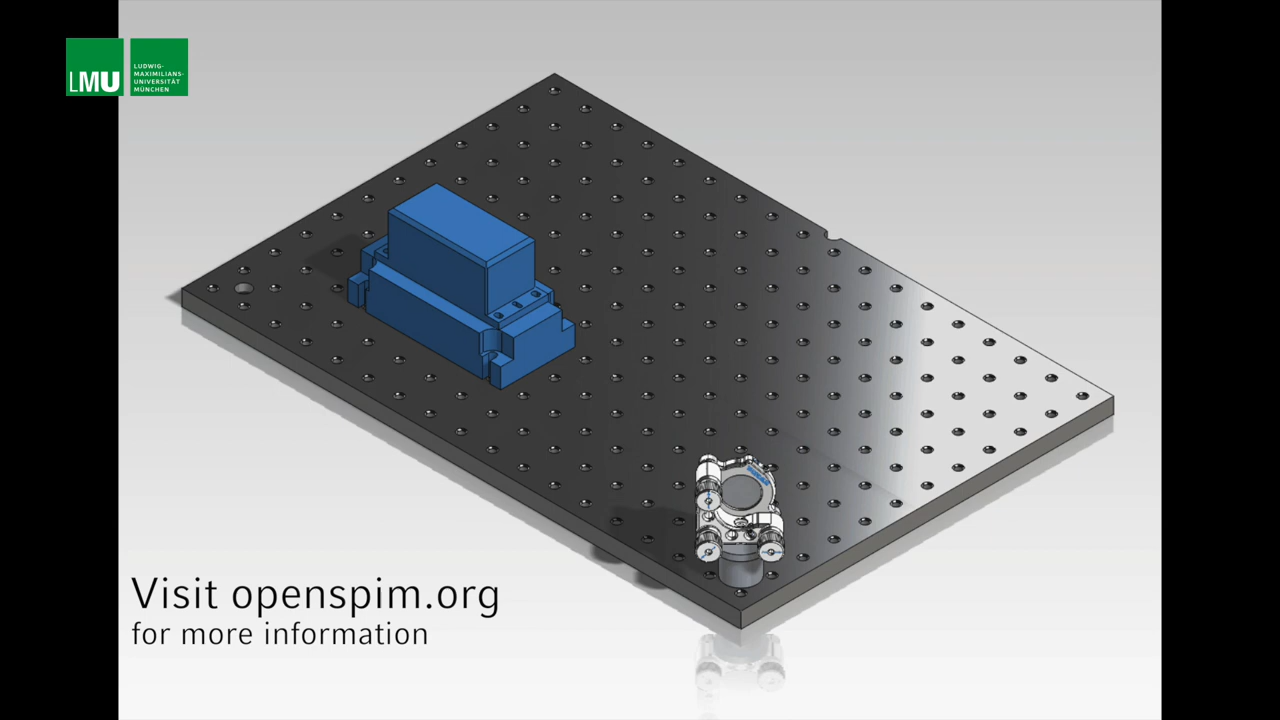 LMU
LUDWIG-
MAXIMILIANS-
UNIVERSITÄT
MÜNCHEN
Visit openspim.org
for more information